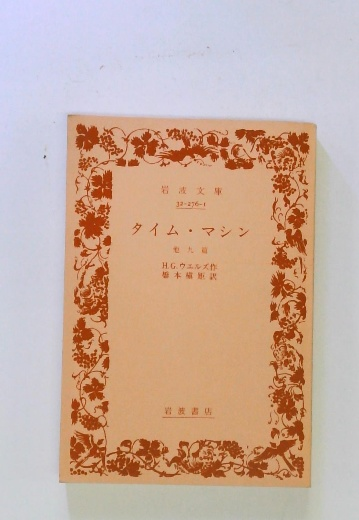 岩波文庫
32-276-1
タイム・マシン
他九篇
H.G.ウエルズ作
橋本槇矩訳
岩波書店